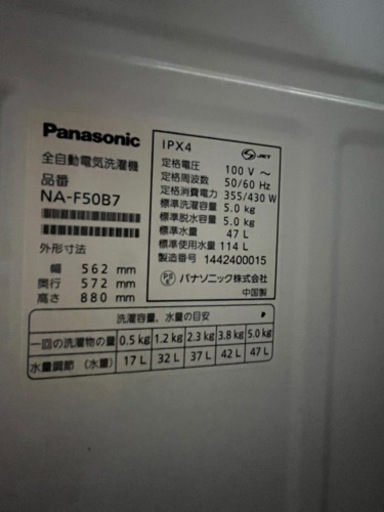 Panasonic
全自動電気洗濯機
品番
NA-F50B7
外形寸法
幅 562 mm
奥行 572 mm
高さ 880 mm
IPX4
JET
定格電圧 100 V ～
定格周波数 50/60 Hz
定格消費電力 355/430 W
標準洗濯容量 5.0 kg
標準脱水容量 5.0 kg
標準水量 47 L
標準使用水量 114 L
製造番号 1442400015
PS E パナソニック株式会社
中国製
洗濯容量、水量の目安 P
一回の洗濯物の量 0.5 kg 1.2 kg 2.3 kg 3.8 kg 5.0 kg
水量調節（水量） 17 L 32 L 37 L 42 L 47 L